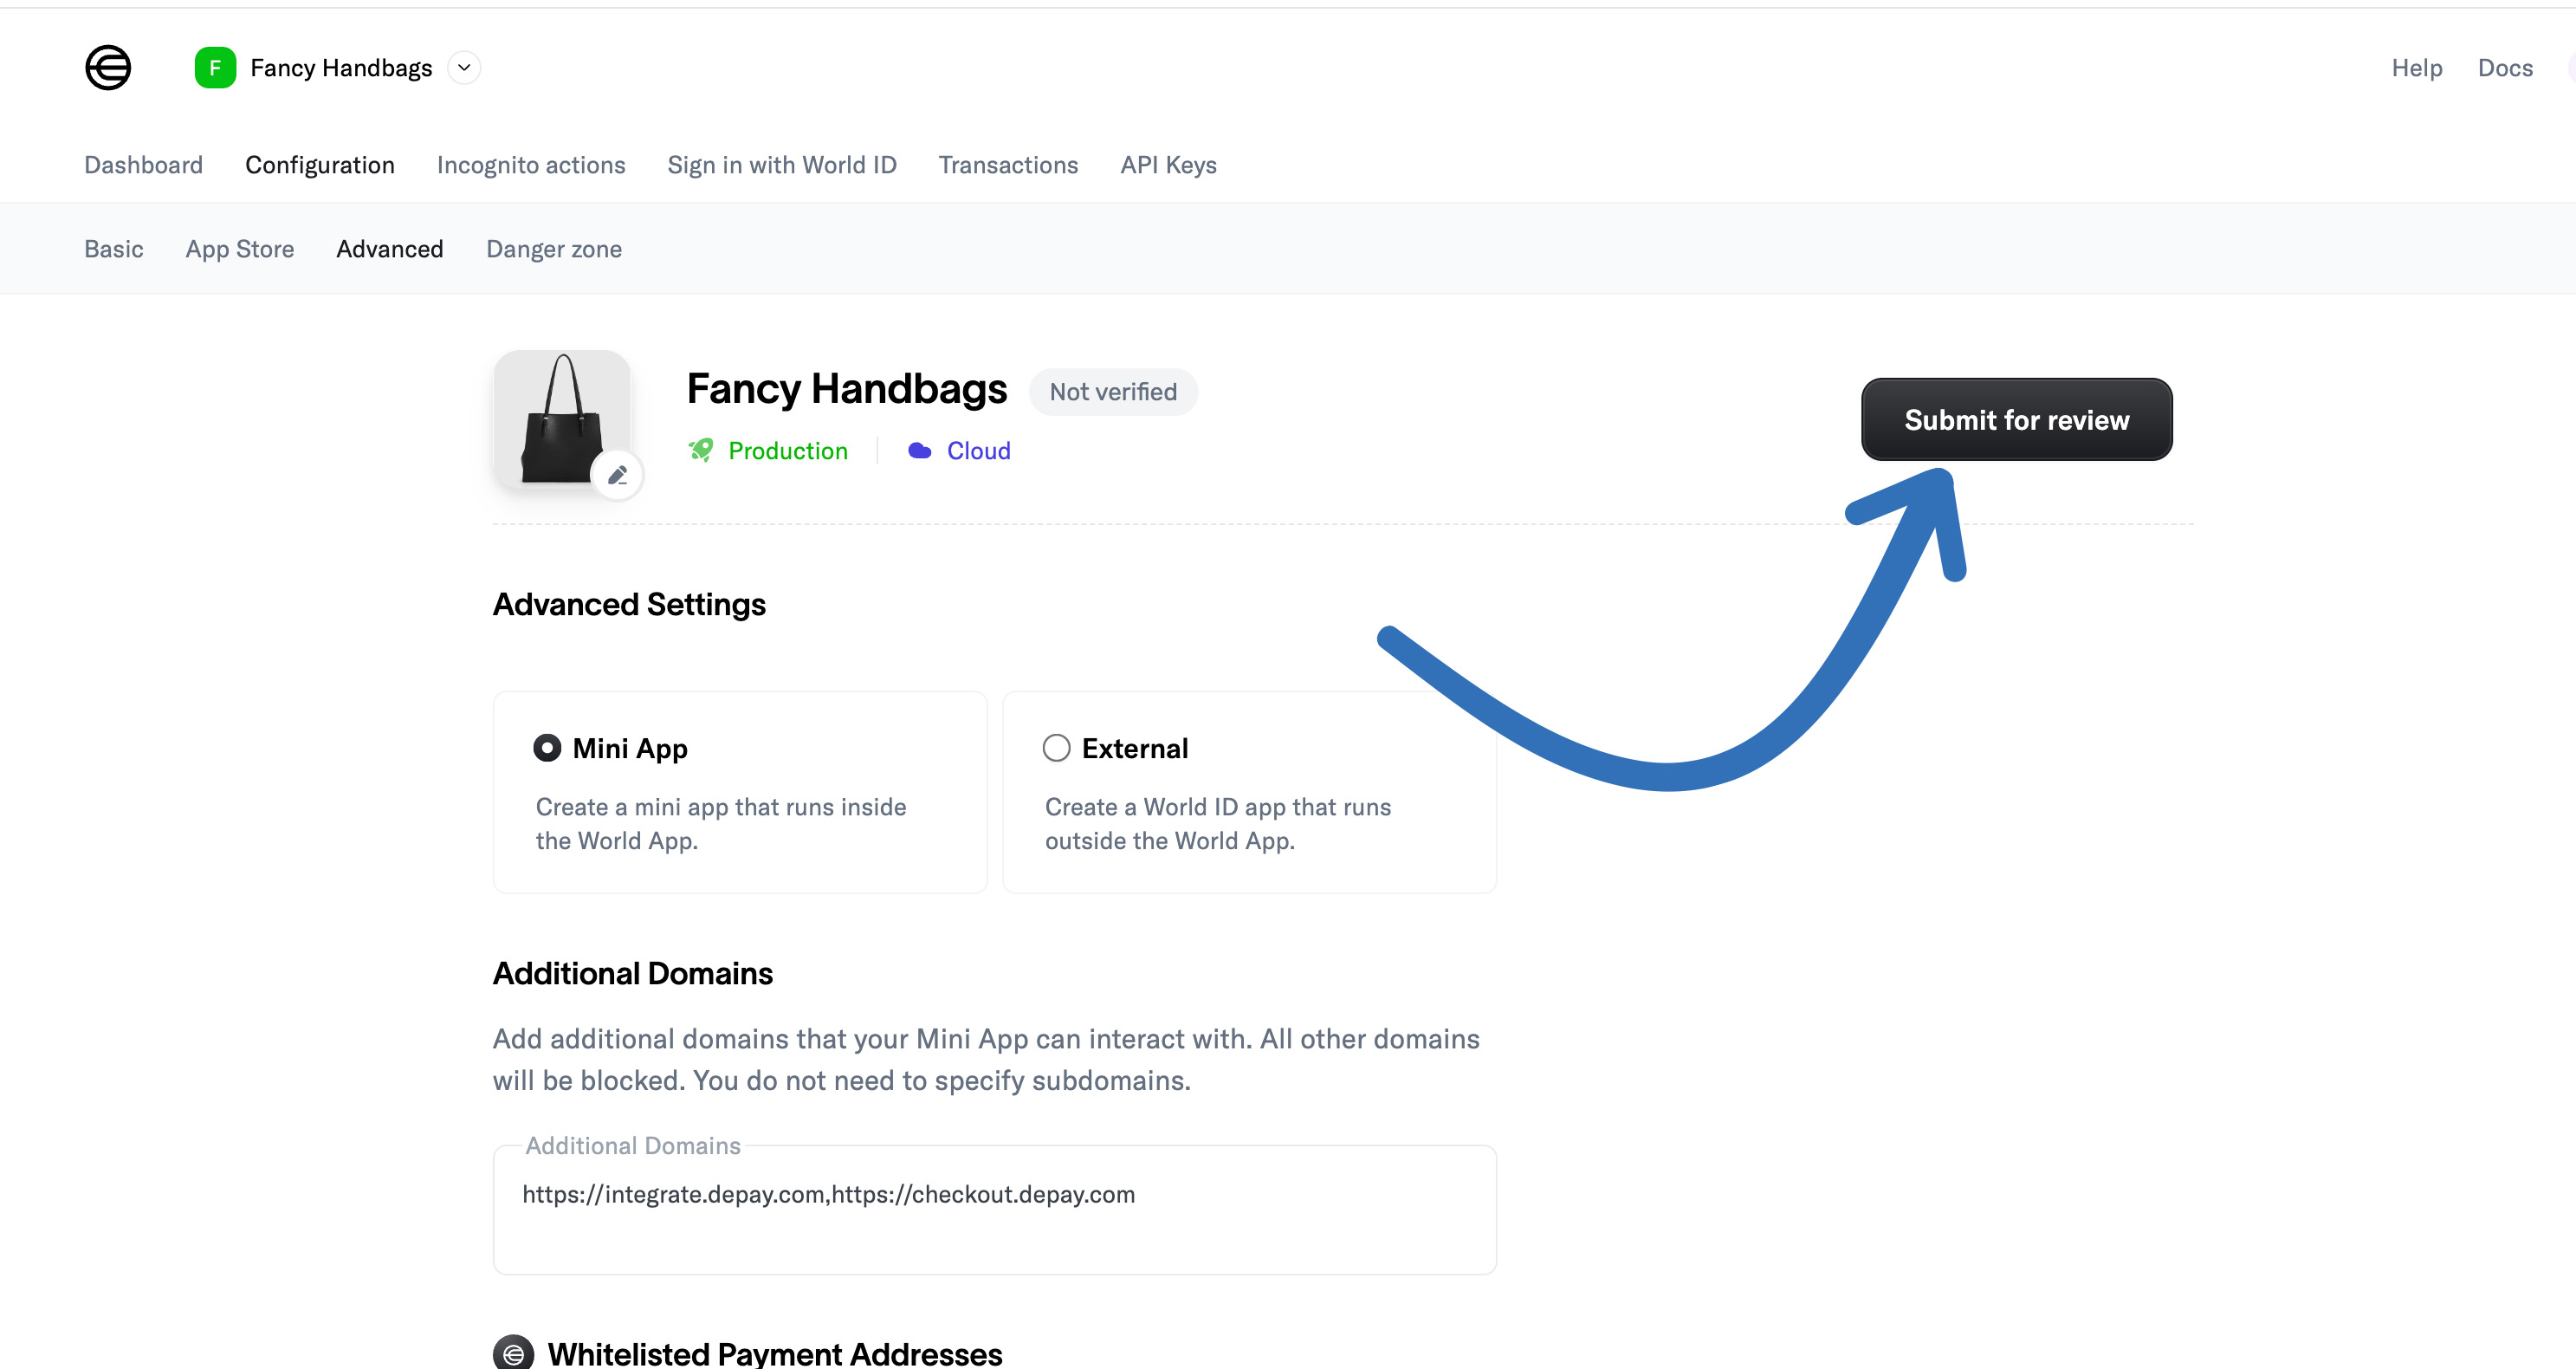 F Fancy Handbags
Help Docs
Dashboard Configuration Incognito actions Sign in with World ID Transactions API Keys
Basic App Store Advanced Danger zone
Fancy Handbags Not verified
Production Cloud
Submit for review
Advanced Settings
Mini App
Create a mini app that runs inside
the World App.
External
Create a World ID app that runs
outside the World App.
Additional Domains
Add additional domains that your Mini App can interact with. All other domains
will be blocked. You do not need to specify subdomains.
Additional Domains
https://integrate.depay.com,https://checkout.depay.com
Whitelisted Payment Addresses